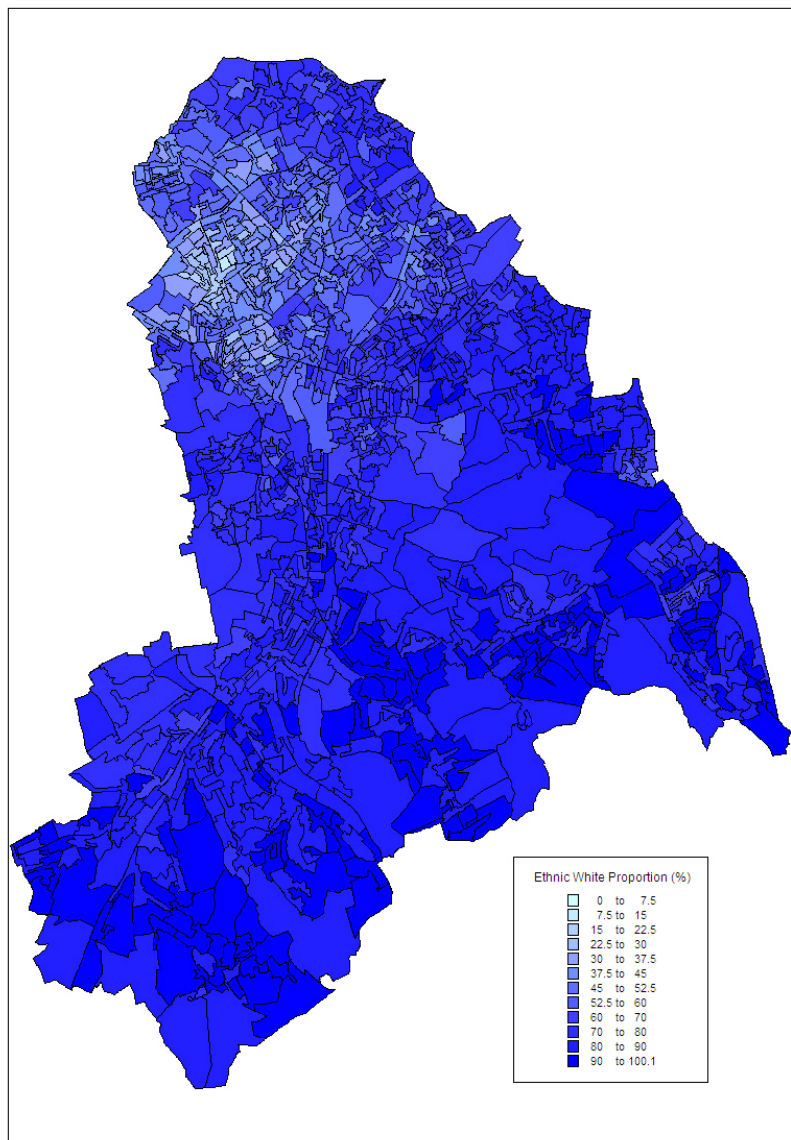 Ethnic White Proportion (%)
0 to 7.5
7.5 to 15
15 to 22.5
22.5 to 30
30 to 37.5
37.5 to 45
45 to 52.5
52.5 to 60
60 to 70
70 to 80
80 to 90
90 to 100.1